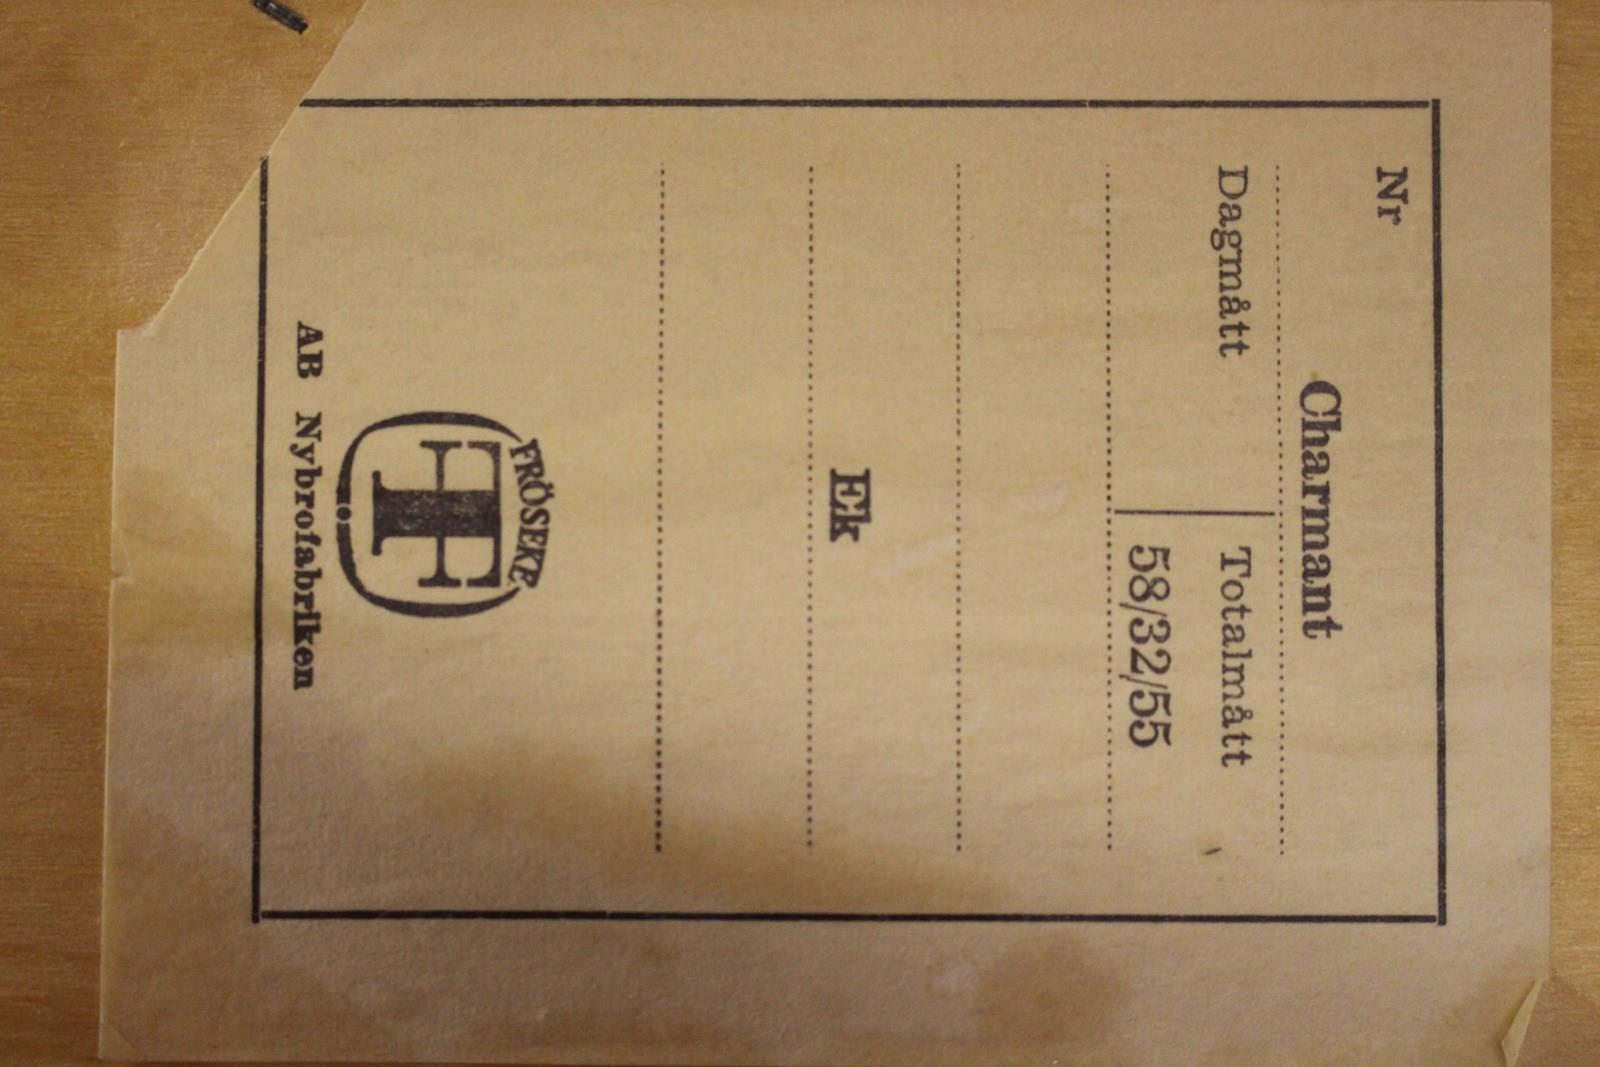 Nr
Charmant
Dagmått Totalmått
58/32/55
Ek
FRÖSEKE
F
AB Nybrofabriken